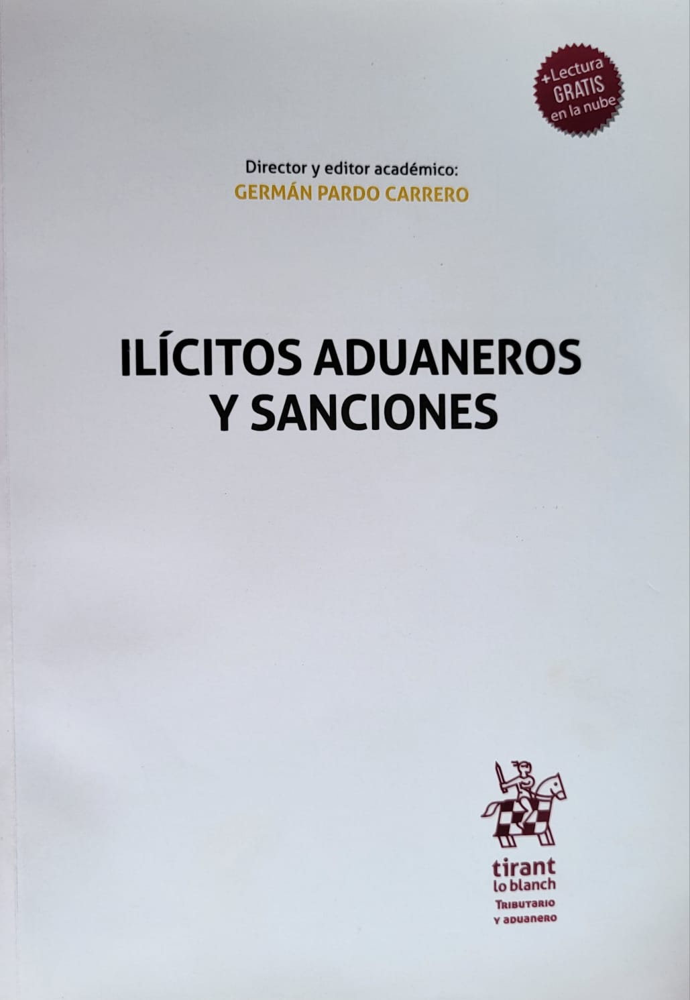 +Lectura
GRATIS
en la nube
Director y editor académico:
GERMÁN PARDO CARRERO
ILÍCITOS ADUANEROS
Y SANCIONES
tirant
lo blanch
TRIBUTARIO
Y ADUANERO